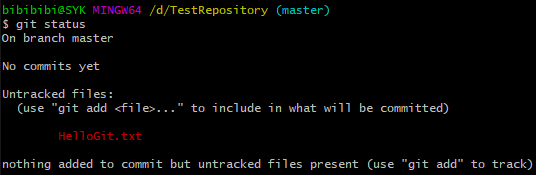 bibibibi@SYK MINGW64 /d/TestRepository (master)
$ git status
On branch master
No commits yet
Untracked files:
(use "git add <file>..." to include in what will be committed)
HelloGit.txt
nothing added to commit but untracked files present (use "git add" to track)